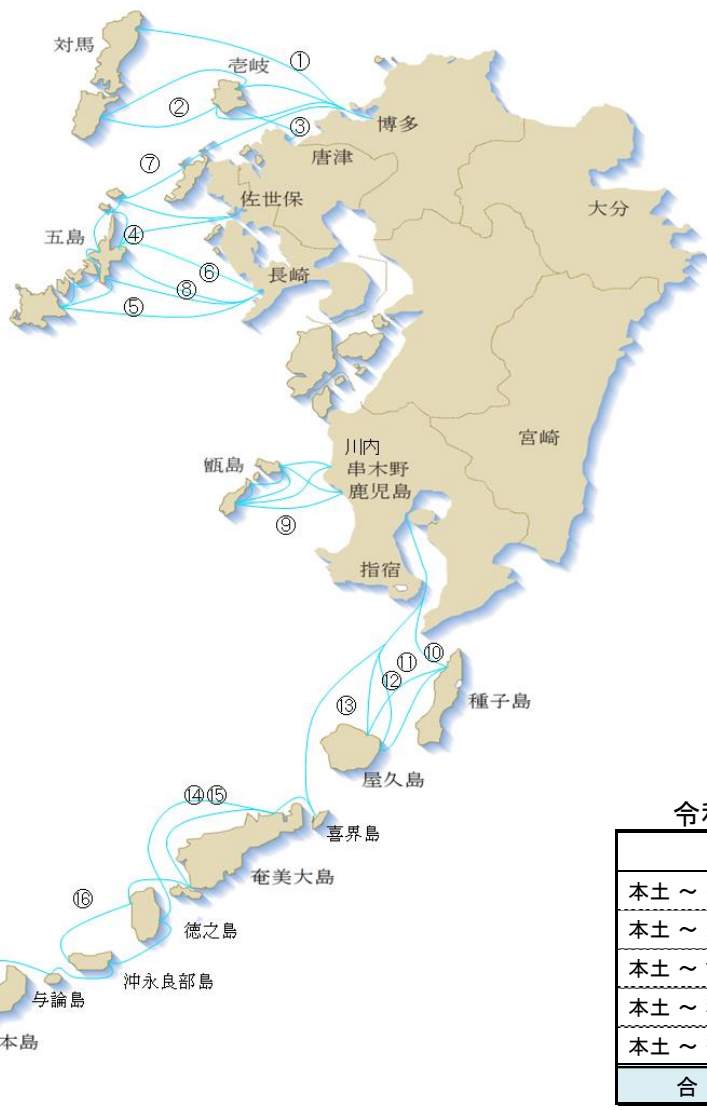 対馬
①
壱岐
②
③
博多
唐津
⑦
佐世保
大分
五島
④
⑥
長崎
⑧
⑤
宮崎
川内
甑島
串木野
鹿児島
⑨
指宿
⑩
⑪
⑫
種子島
⑬
屋久島
⑭⑮
喜界島
奄美大島
⑯
徳之島
沖永良部島
与論島
本島
本土 ～
本土 ～
本土 ～
本土 ～
本土 ～
合